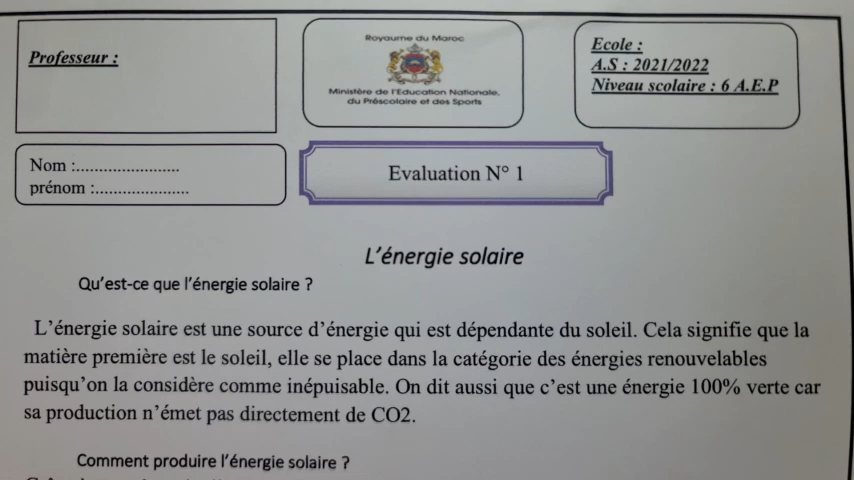 Professeur :
Royaume du Maroc
Ministère de l'Education Nationale,
du Préscolaire et des Sports
Ecole :
A.S : 2021/2022
Niveau scolaire : 6 A.E.P
Nom :.......................
prénom :.....................
Evaluation N° 1
L'énergie solaire
Qu'est-ce que l'énergie solaire ?
L'énergie solaire est une source d'énergie qui est dépendante du soleil. Cela signifie que la
matière première est le soleil, elle se place dans la catégorie des énergies renouvelables
puisqu'on la considère comme inépuisable. On dit aussi que c'est une énergie 100% verte car
sa production n'émet pas directement de CO2.
Comment produire l'énergie solaire ?